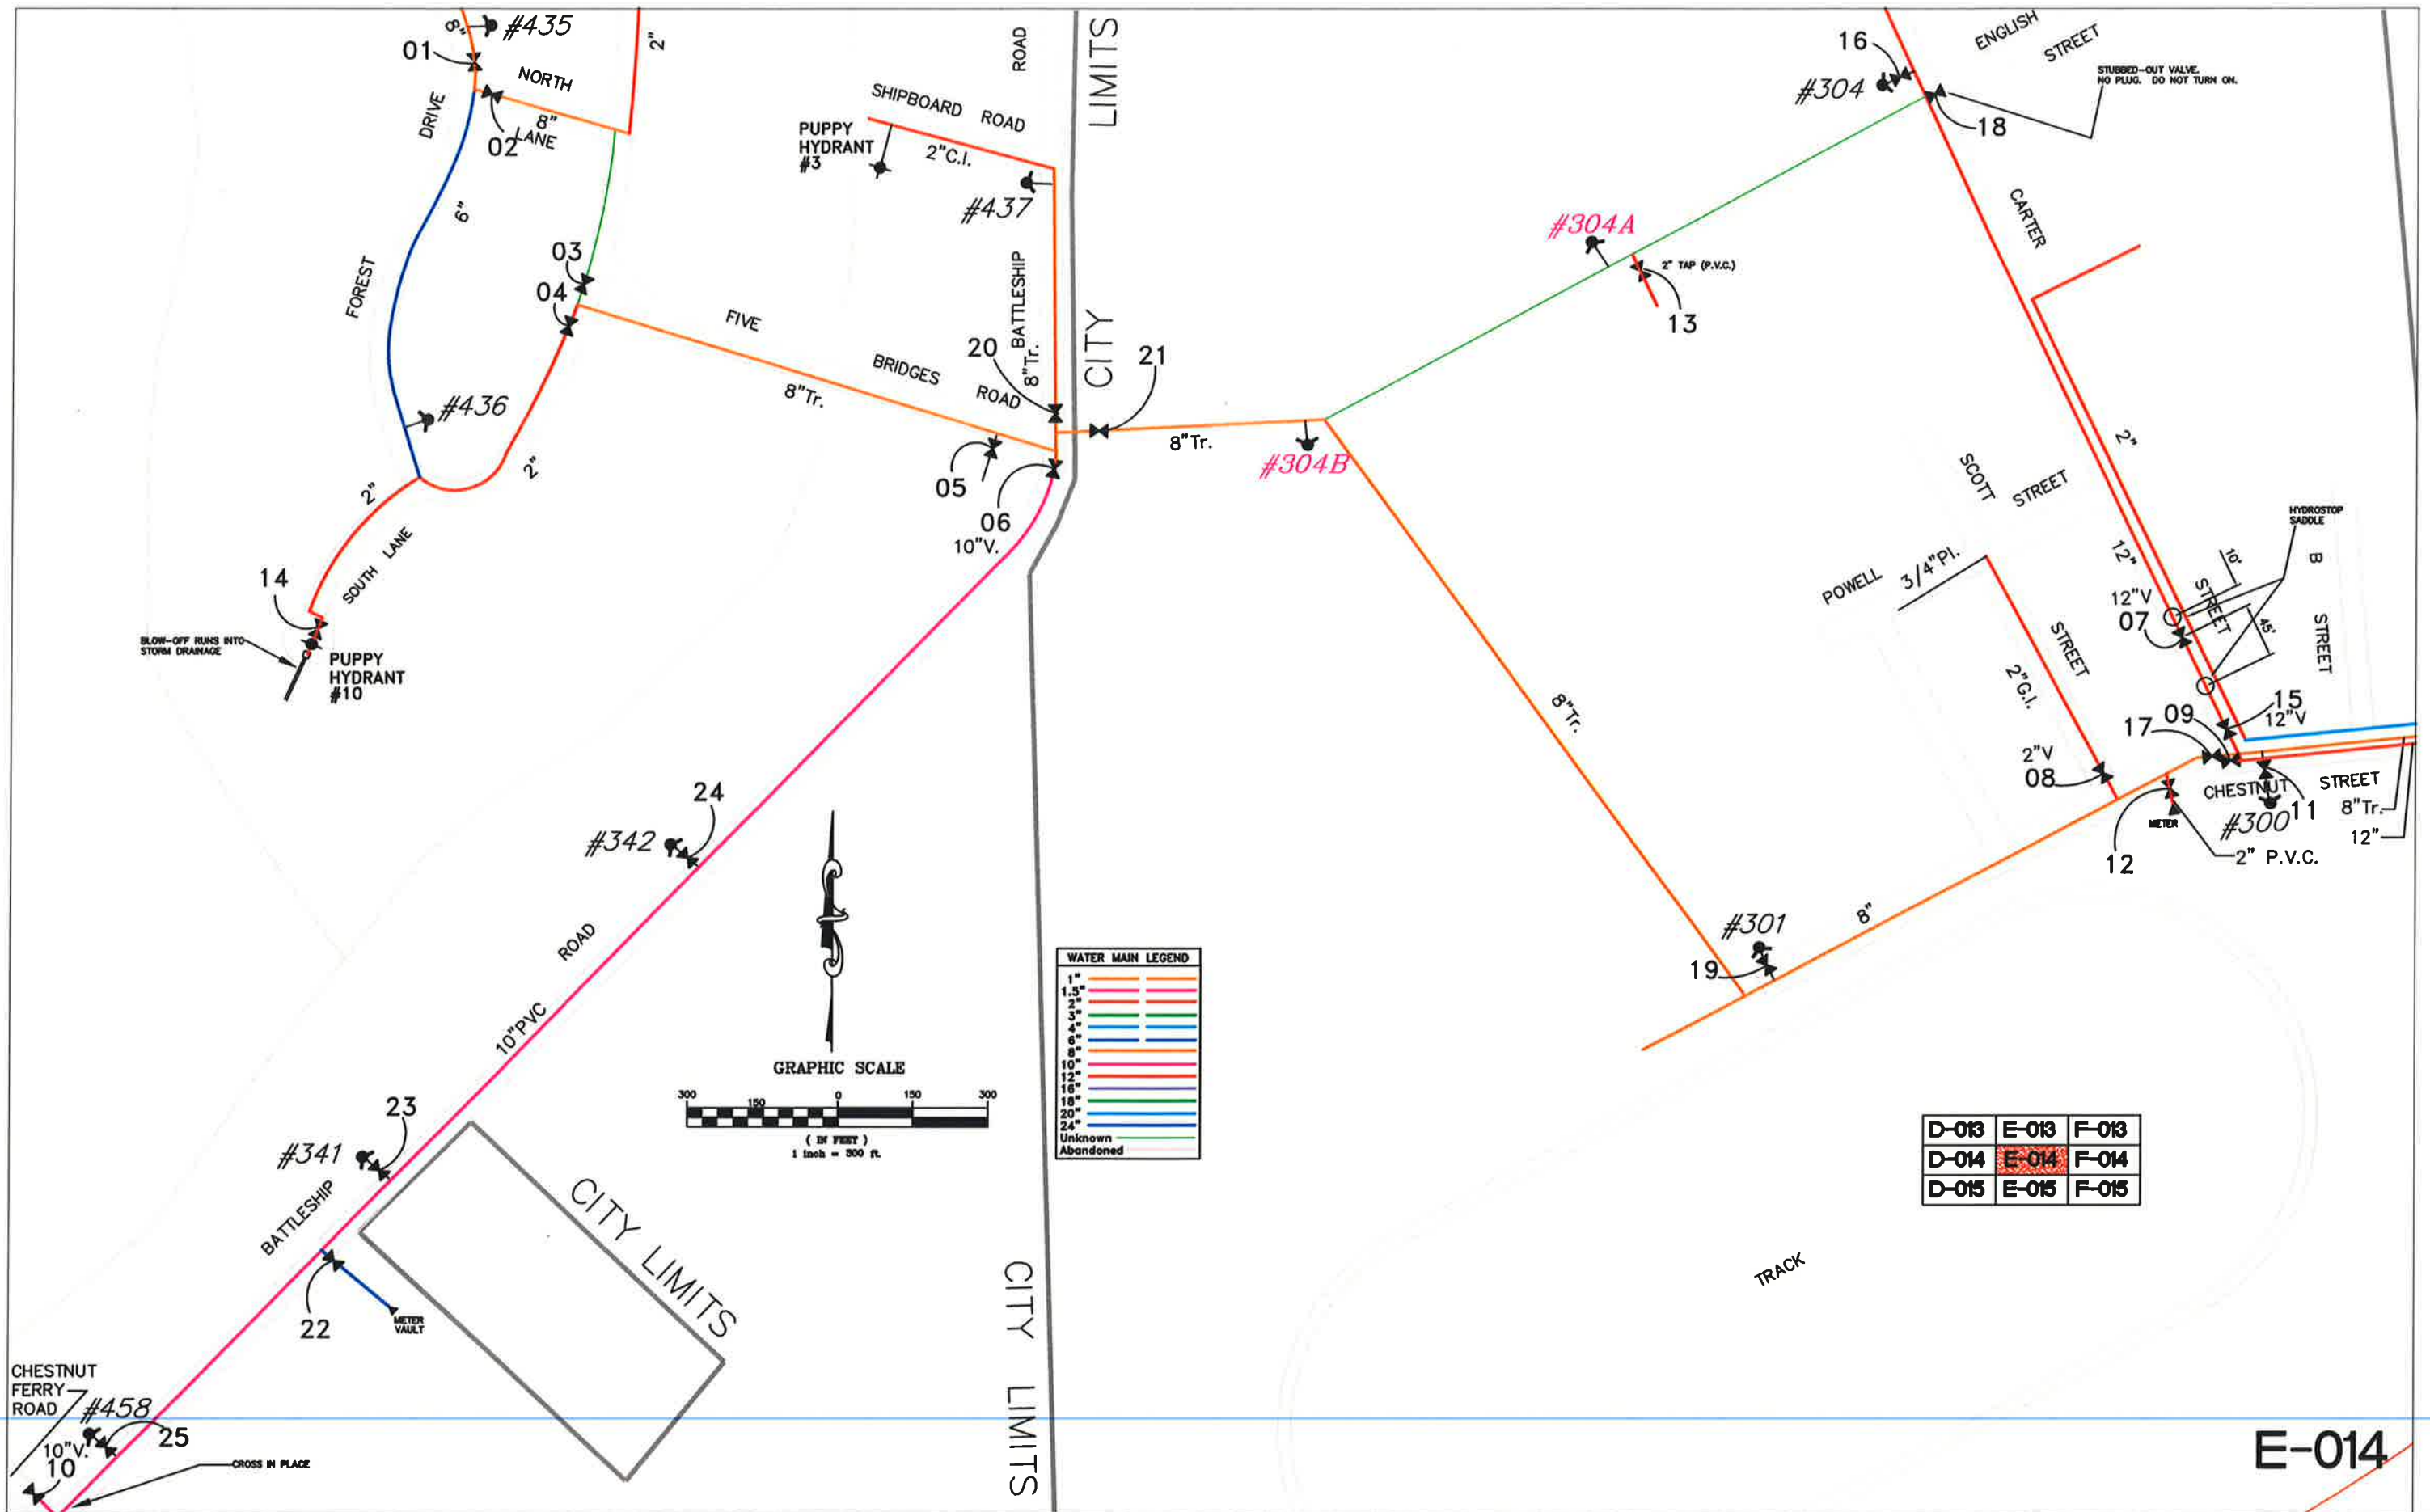 8"
#435
01
NORTH
2"
DRIVE
8"
02
LANE
6"
FOREST
03
04
#436
2"
2"
SOUTH LANE
14
BLOW-OFF RUNS INTO
STORM DRAINAGE
PUPPY
HYDRANT
#10
PUPPY
HYDRANT
#3
SHIPBOARD ROAD
2"C.I.
ROAD
#437
BATTLESHIP
8"Tr.
FIVE
BRIDGES
ROAD
8"Tr.
20
05
06
10"V.
CITY LIMITS
21
8"Tr.
#304B
#304A
2" TAP (P.V.C.)
13
16
#304
ENGLISH
STREET
STUBBED-OUT VALVE.
NO PLUG. DO NOT TURN ON.
18
CARTER
2"
SCOTT
STREET
12"
HYDROSTOP
SADDLE
10'
B
STREET
12"V
07
STREET
45'
POWELL
3/4"Pl.
STREET
2"G.I.
2"V
08
17
09
15
12"V
CHESTNUT STREET
12
METER
#300
11
2" P.V.C.
8"Tr.
12"
8"Tr.
#301
19
8"
24
#342
ROAD
10"PVC
23
#341
BATTLESHIP
22
METER
VAULT
CITY LIMITS
CITY LIMITS
CHESTNUT
FERRY
ROAD
#458
25
10"V.
10
CROSS IN PLACE
GRAPHIC SCALE
300 150 0 150 300
( IN FEET )
1 inch = 300 ft.
WATER MAIN LEGEND
1"
1.5"
2"
3"
4"
6"
8"
10"
12"
16"
18"
20"
24"
Unknown
Abandoned
D-013 E-013 F-013
D-014 E-014 F-014
D-015 E-015 F-015
TRACK
E-014